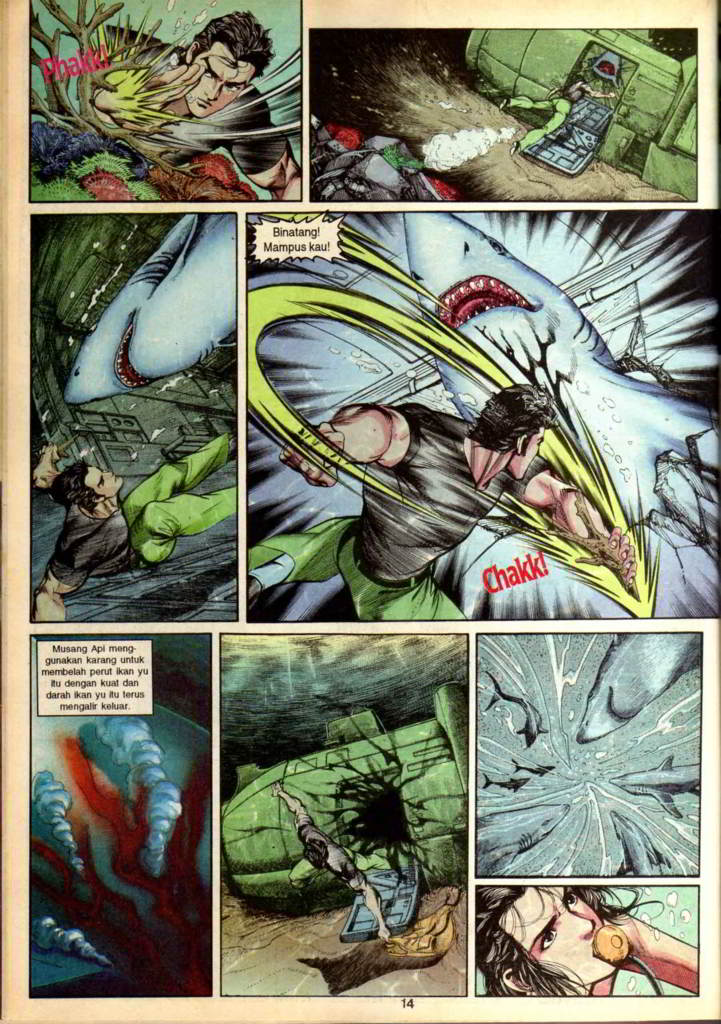 Phakk!
Binatang!
Mampus kau!
Chakk!
Musang Api meng-
gunakan karang untuk
membelah perut ikan yu
itu dengan kuat dan
darah ikan yu itu terus
mengalir keluar.
14